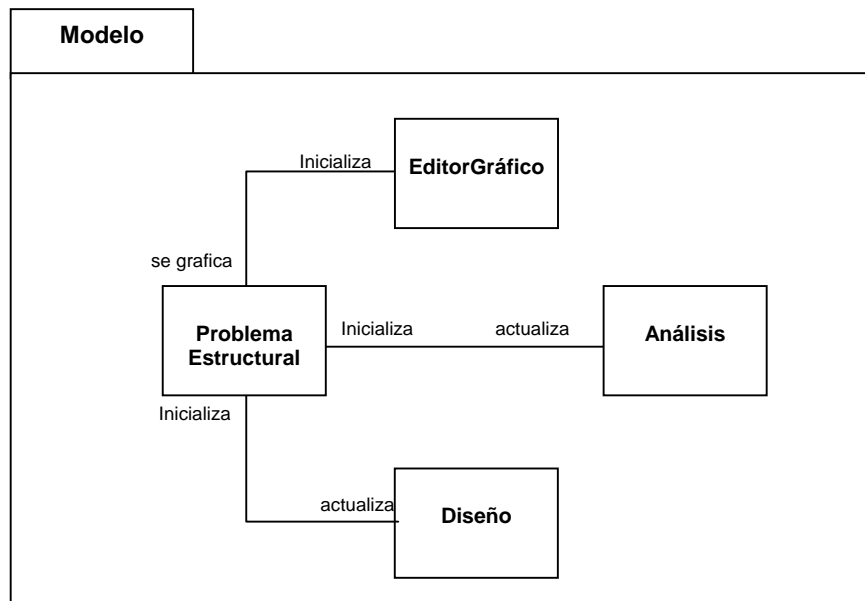 Modelo
Inicializa
EditorGráfico
se grafica
Problema
Estructural
Inicializa
actualiza
Análisis
Inicializa
actualiza
Diseño